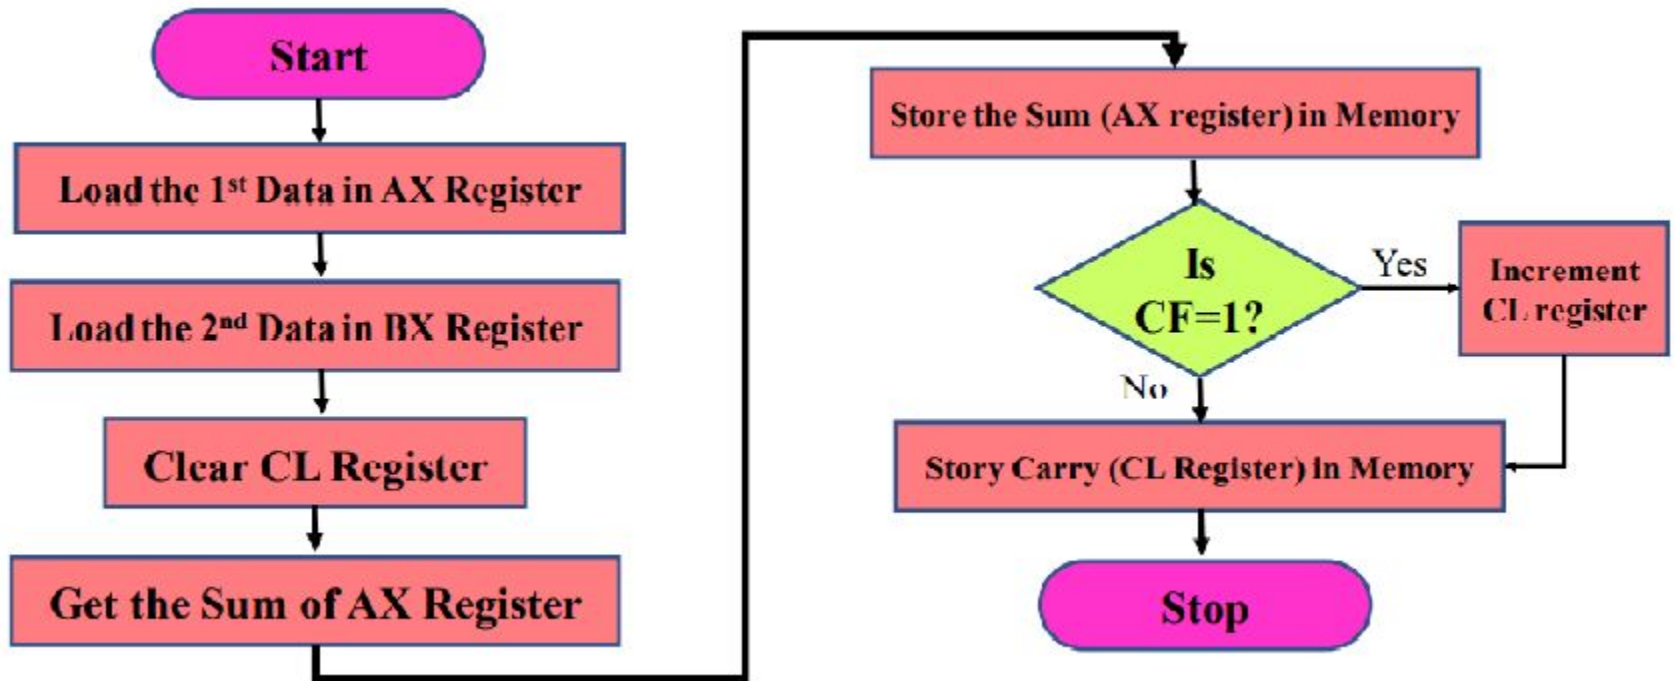 Start
Load the 1st Data in AX Register
Load the 2nd Data in BX Register
Clear CL Register
Get the Sum of AX Register
Store the Sum (AX register) in Memory
Is
CF=1?
Yes
Increment
CL register
No
Story Carry (CL Register) in Memory
Stop